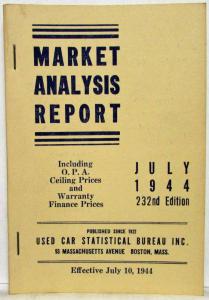 MARKET
ANALYSIS
REPORT
Including
O. P. A.
Ceiling Prices
and
Warranty
Finance Prices
JULY
1944
232nd Edition
PUBLISHED SINCE 1922
USED CAR STATISTICAL BUREAU INC.
93 MASSACHUSETTS AVENUE BOSTON, MASS.
Effective July 10, 1944